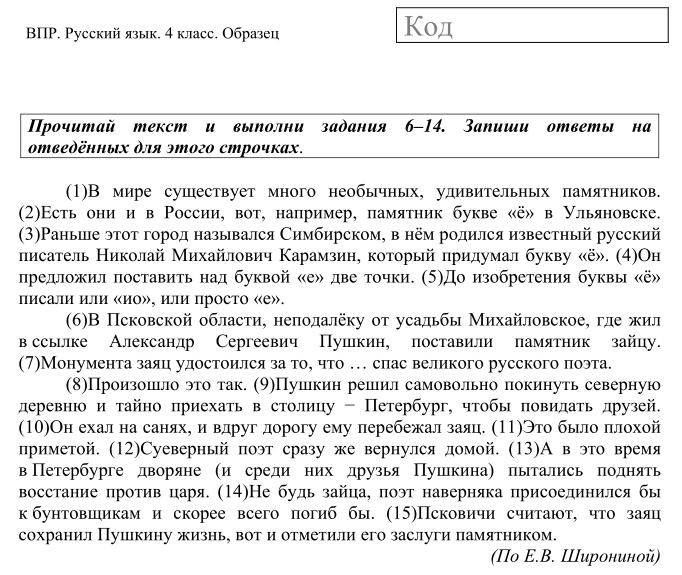 ВПР. Русский язык. 4 класс. Образец
Код
Прочитай текст и выполни задания 6–14. Запиши ответы на
отведённых для этого строчках.
(1)В мире существует много необычных, удивительных памятников.
(2)Есть они и в России, вот, например, памятник букве «ё» в Ульяновске.
(3)Раньше этот город назывался Симбирском, в нём родился известный русский
писатель Николай Михайлович Карамзин, который придумал букву «ё». (4)Он
предложил поставить над буквой «е» две точки. (5)До изобретения буквы «ё»
писали или «ио», или просто «е».
(6)В Псковской области, неподалёку от усадьбы Михайловское, где жил
в ссылке Александр Сергеевич Пушкин, поставили памятник зайцу.
(7)Монумента заяц удостоился за то, что … спас великого русского поэта.
(8)Произошло это так. (9)Пушкин решил самовольно покинуть северную
деревню и тайно приехать в столицу − Петербург, чтобы повидать друзей.
(10)Он ехал на санях, и вдруг дорогу ему перебежал заяц. (11)Это было плохой
приметой. (12)Суеверный поэт сразу же вернулся домой. (13)А в это время
в Петербурге дворяне (и среди них друзья Пушкина) пытались поднять
восстание против царя. (14)Не будь зайца, поэт наверняка присоединился бы
к бунтовщикам и скорее всего погиб бы. (15)Псковичи считают, что заяц
сохранил Пушкину жизнь, вот и отметили его заслуги памятником.
(По Е.В. Широниной)